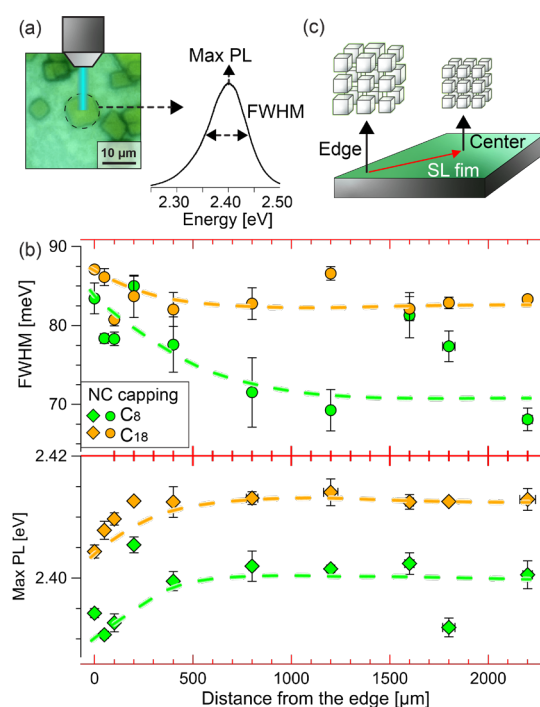 (a)
Max PL
FWHM
10 µm
2.30 2.40 2.50
Energy [eV]
(c)
Edge
Center
SL fim
(b)
90
80
70
FWHM [meV]
NC capping
C8
C18
2.42
2.40
Max PL [eV]
0 500 1000 1500 2000
Distance from the edge [µm]